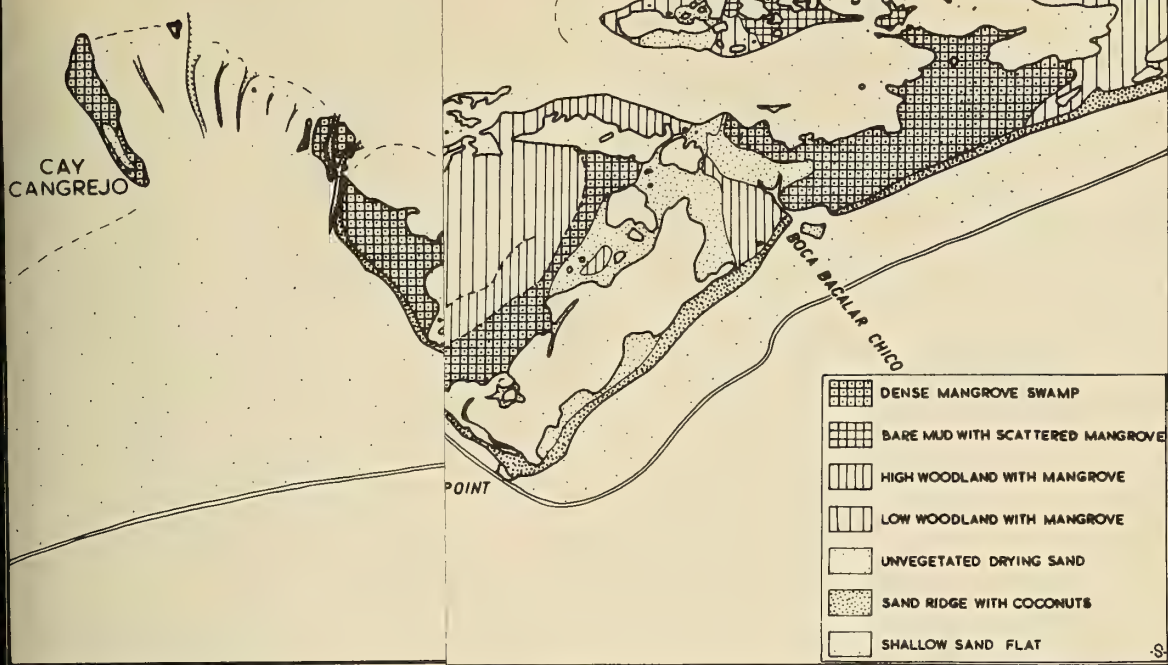 CAY
CANGREJO
BOCA BACALAR CHICO
POINT
DENSE MANGROVE SWAMP
BARE MUD WITH SCATTERED MANGROVE
HIGH WOODLAND WITH MANGROVE
LOW WOODLAND WITH MANGROVE
UNVEGETATED DRYING SAND
SAND RIDGE WITH COCONUTS
SHALLOW SAND FLAT
-S-